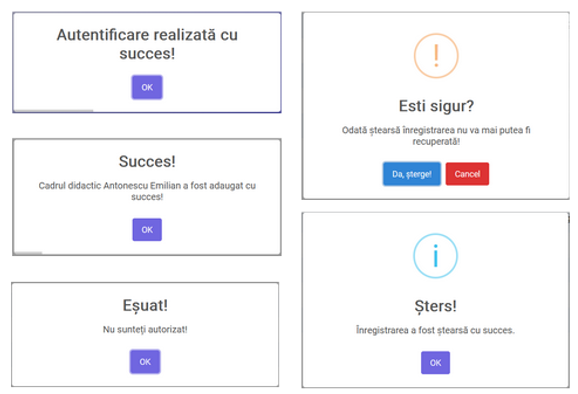 Autentificare realizată cu
succes!
OK
Succes!
Cadrul didactic Antonescu Emilian a fost adaugat cu
succes!
OK
Eșuat!
Nu sunteți autorizat!
OK
!
Esti sigur?
Odată ștearsă înregistrarea nu va mai putea fi
recuperată!
Da, șterge! Cancel
i
Șters!
Înregistrarea a fost ștearsă cu succes.
OK